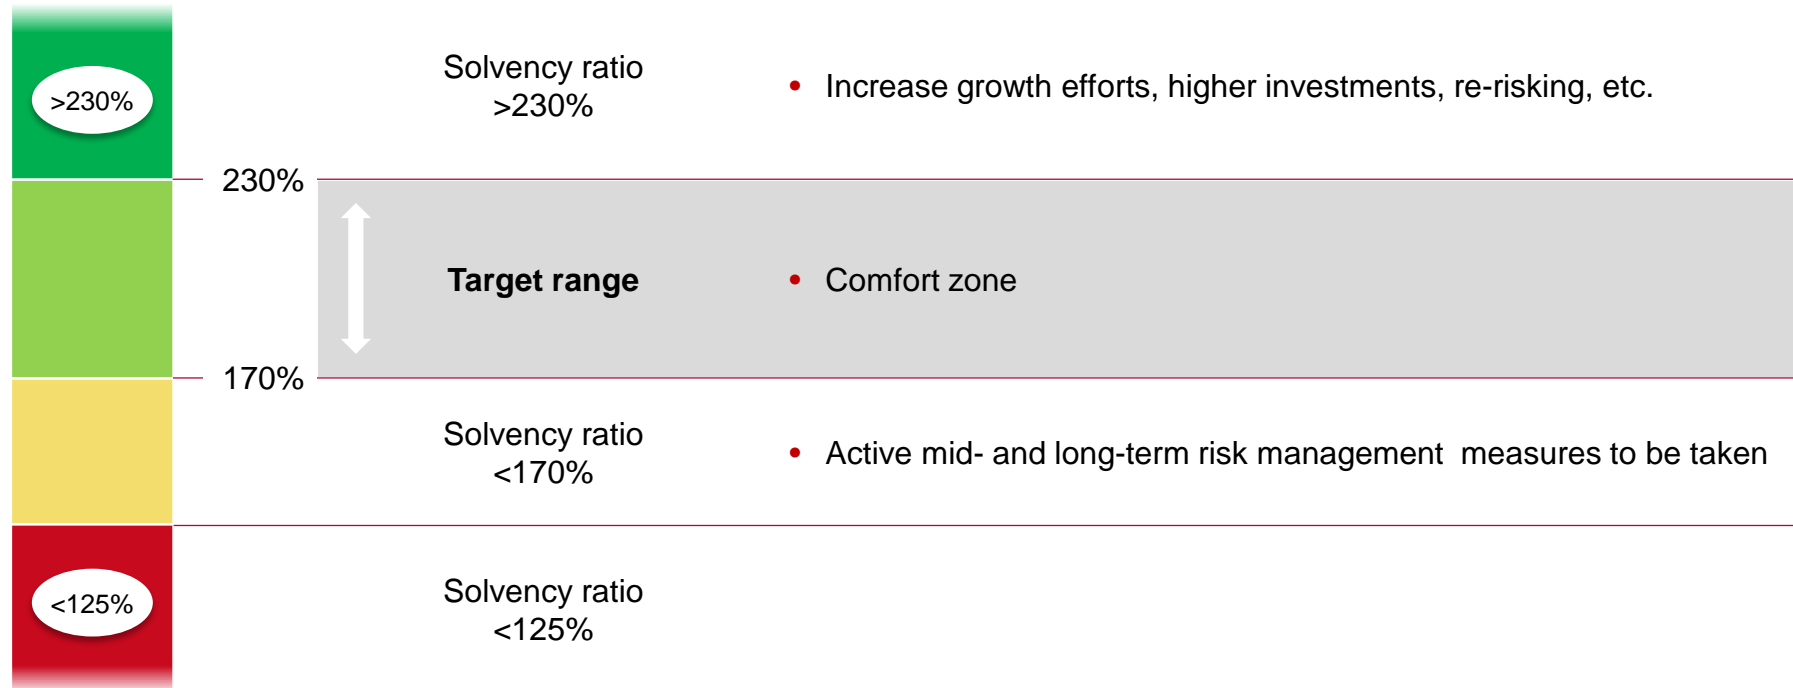 >230%
Solvency ratio
>230%
• Increase growth efforts, higher investments, re-risking, etc.
230%
Target range
• Comfort zone
170%
Solvency ratio
<170%
• Active mid- and long-term risk management  measures to be taken
<125%
Solvency ratio
<125%